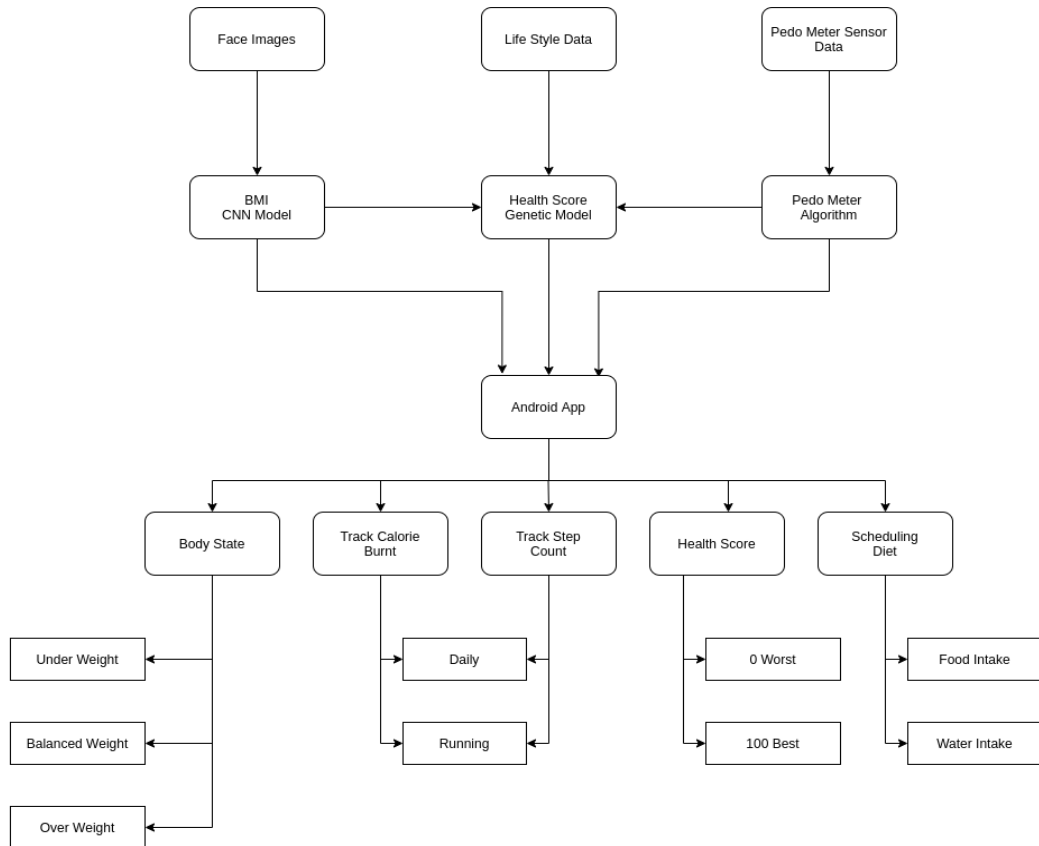 Face Images
Life Style Data
Pedo Meter Sensor
Data
BMI
CNN Model
Health Score
Genetic Model
Pedo Meter
Algorithm
Android App
Body State
Track Calorie
Burnt
Track Step
Count
Health Score
Scheduling
Diet
Under Weight
Daily
0 Worst
Food Intake
Balanced Weight
Running
100 Best
Water Intake
Over Weight